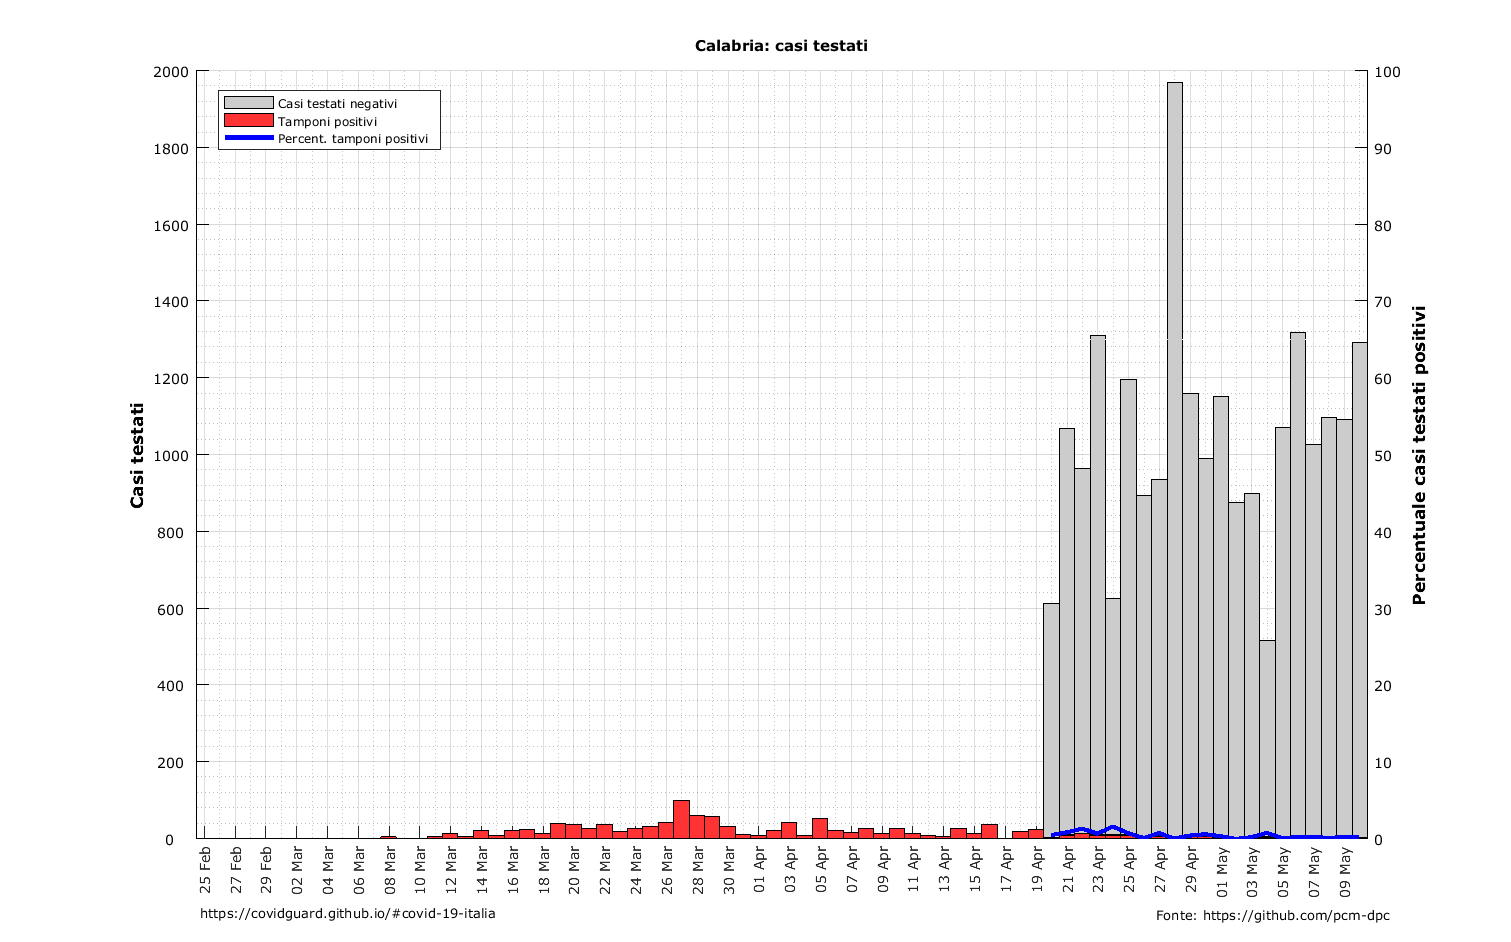 Calabria: casi testati
Casi testati negativi
Tamponi positivi
Percent. tamponi positivi
Casi testati
2000
1800
1600
1400
1200
1000
800
600
400
200
0
100
90
80
70
60
50
40
30
20
10
0
Percentuale casi testati positivi
25 Feb
27 Feb
29 Feb
02 Mar
04 Mar
06 Mar
08 Mar
10 Mar
12 Mar
14 Mar
16 Mar
18 Mar
20 Mar
22 Mar
24 Mar
26 Mar
28 Mar
30 Mar
01 Apr
03 Apr
05 Apr
07 Apr
09 Apr
11 Apr
13 Apr
15 Apr
17 Apr
19 Apr
21 Apr
23 Apr
25 Apr
27 Apr
29 Apr
01 May
03 May
05 May
07 May
09 May
https://covidguard.github.io/#covid-19-italia
Fonte: https://github.com/pcm-dpc